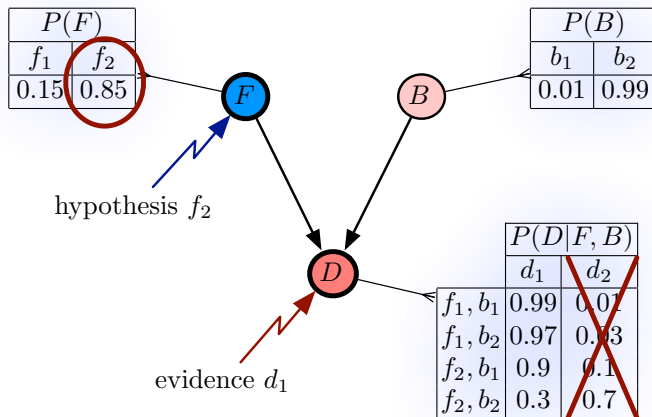 P(F)
f₁ f₂
0.15 0.85
P(B)
b₁ b₂
0.01 0.99
F
B
hypothesis f₂
D
evidence d₁
P(D|F, B)
d₁ d₂
f₁, b₁ 0.99 0.01
f₁, b₂ 0.97 0.03
f₂, b₁ 0.9 0.1
f₂, b₂ 0.3 0.7